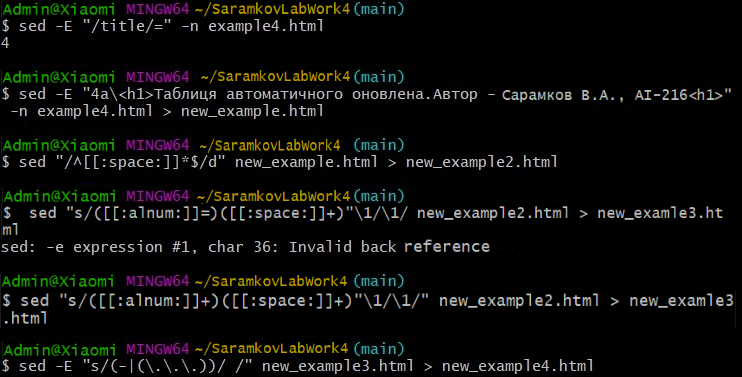 Admin@Xiaomi MINGW64 ~/SaramkovLabWork4 (main)
$ sed -E "/title/=" -n example4.html
4
Admin@Xiaomi MINGW64 ~/SaramkovLabWork4 (main)
$ sed -E "4a\<h1>Таблиця автоматичного оновлена.Автор - Сарамков В.А., АІ-216<h1>"
-n example4.html > new_example.html
Admin@Xiaomi MINGW64 ~/SaramkovLabWork4 (main)
$ sed "/^[[:space:]]*$/d" new_example.html > new_example2.html
Admin@Xiaomi MINGW64 ~/SaramkovLabWork4 (main)
$ sed "s/([[:alnum:]]=)([[:space:]]+)"\1/\1/ new_example2.html > new_examle3.ht
ml
sed: -e expression #1, char 36: Invalid back reference
Admin@Xiaomi MINGW64 ~/SaramkovLabWork4 (main)
$ sed "s/([[:alnum:]]+)([[:space:]]+)"\1/\1/" new_example2.html > new_examle3
.html
Admin@Xiaomi MINGW64 ~/SaramkovLabWork4 (main)
$ sed -E "s/(-|(\.\.\.))/ /" new_example3.html > new_example4.html